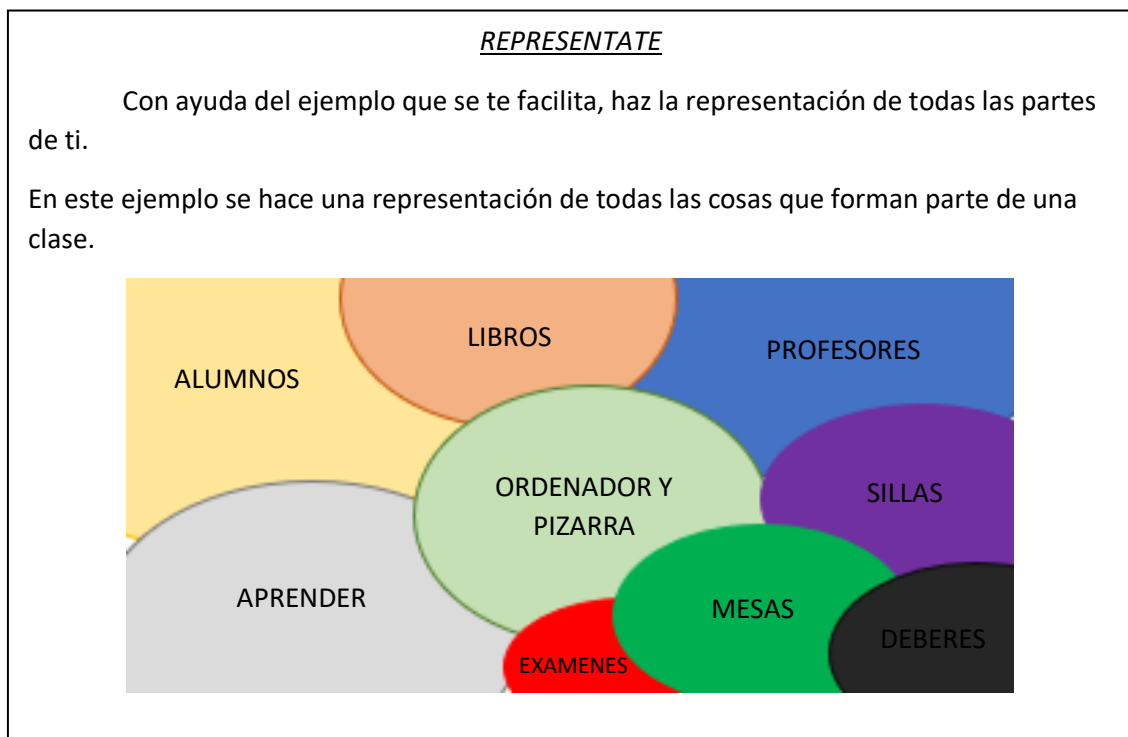 REPRESENTATE
Con ayuda del ejemplo que se te facilita, haz la representación de todas las partes
de ti.
En este ejemplo se hace una representación de todas las cosas que forman parte de una
clase.
LIBROS
PROFESORES
ALUMNOS
ORDENADOR Y
PIZARRA
SILLAS
APRENDER
MESAS
DEBERES
EXAMENES